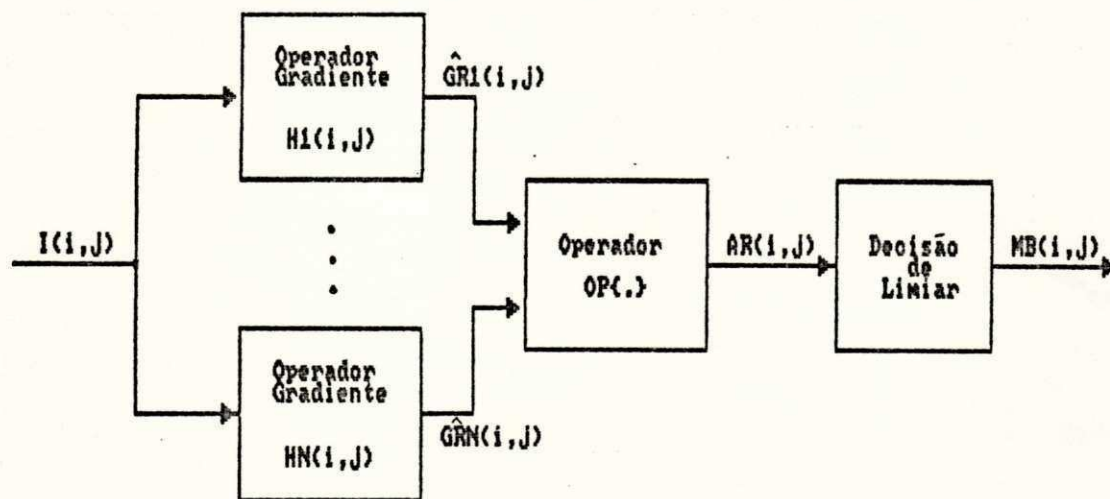 Operador
Gradiente
H1(i,j)
ĜR1(i,j)
I(i,j)
Operador
OP{.}
AR(i,j)
Decisão
de
Limiar
MB(i,j)
Operador
Gradiente
HN(i,j)
ĜRN(i,j)